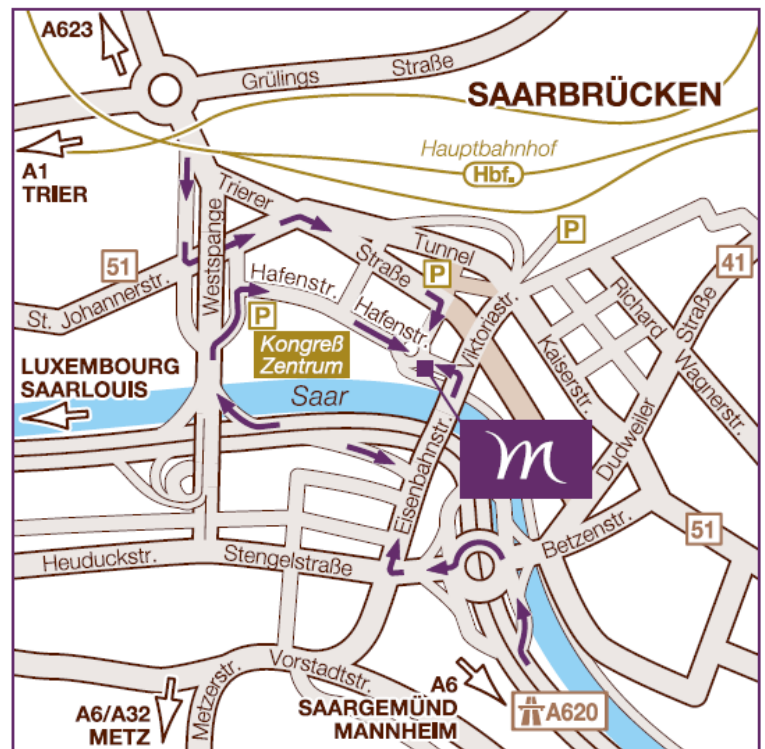 A623
Grülings Straße
SAARBRÜCKEN
Hauptbahnhof
Hbf.
A1
TRIER
Trierer
Straße
Tunnel
P
P
51
41
Westspange
St. Johannerstr.
Hafenstr.
Hafenstr.
P
Kongreß
Zentrum
Viktoriastr.
Kaiserstr.
Richard
Wagnerstr.
Dudweiler
Straße
LUXEMBOURG
SAARLOUIS
Saar
m
Eisenbahnstr.
Betzenstr.
51
Heuduckstr.
Stengelstraße
Vorstadtstr.
Metzerstr.
A6/A32
METZ
A6
SAARGEMÜND
MANNHEIM
A620